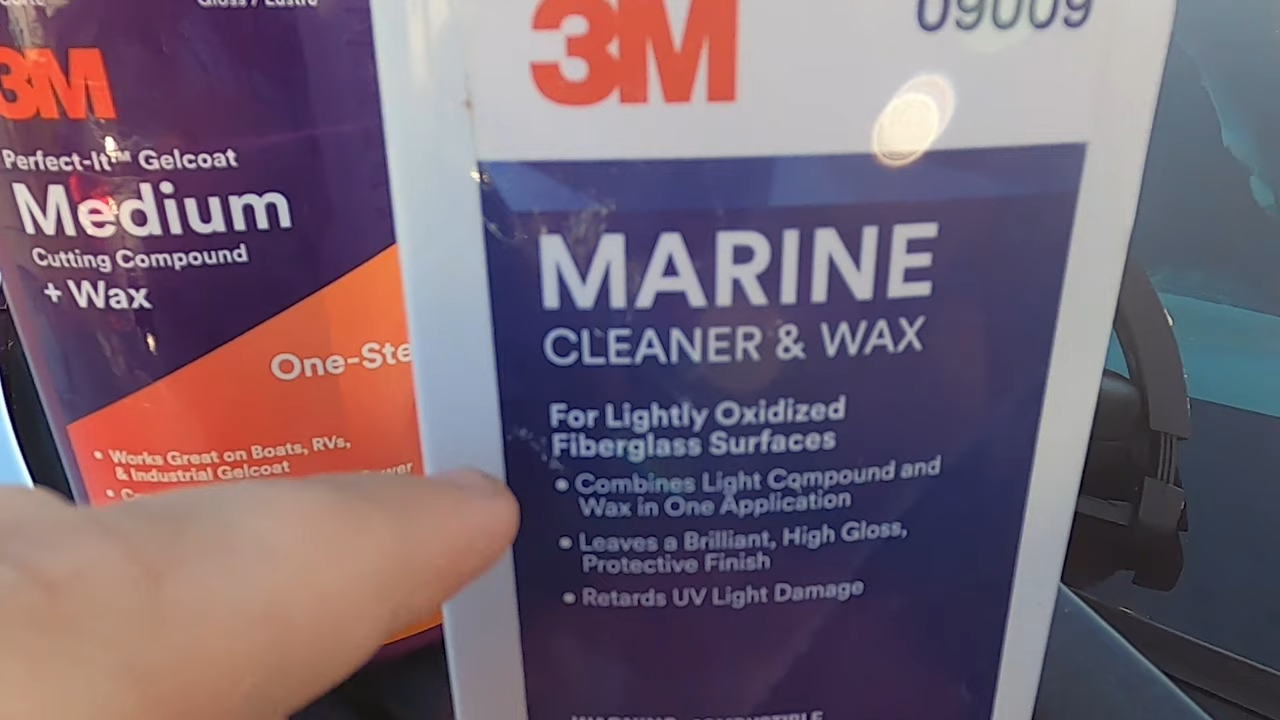 Gloss / Lustre
3M
Perfect-It™ Gelcoat
Medium
Cutting Compound
+ Wax
One-Ste
• Works Great on Boats, RVs,
& Industrial Gelcoat
3M
09009
MARINE
CLEANER & WAX
For Lightly Oxidized
Fiberglass Surfaces
• Combines Light Compound and
Wax in One Application
• Leaves a Brilliant, High Gloss,
Protective Finish
• Retards UV Light Damage